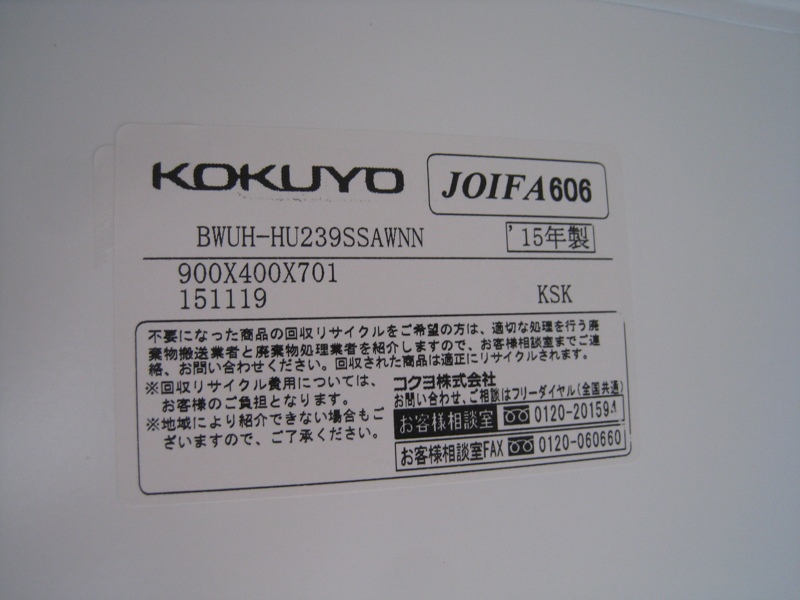 KOKUYO
JOIFA606
BWUH-HU239SSAWNN
'15年製
900X400X701
151119
KSK
不要になった商品の回収リサイクルをご希望の方は、適切な処理を行う廃
棄物搬送業者と廃棄物処理業者を紹介しますので、お客様相談室までご連
絡、お問い合わせください。回収された商品は適正にリサイクルされます。
※回収リサイクル費用については、
お客様のご負担となります。
※地域により紹介できない場合もご
ざいますので、ご了承ください。
コクヨ株式会社
お問い合わせ、ご相談はフリーダイヤル(全国共通)
お客様相談室 0120-201594
お客様相談室FAX 0120-060660